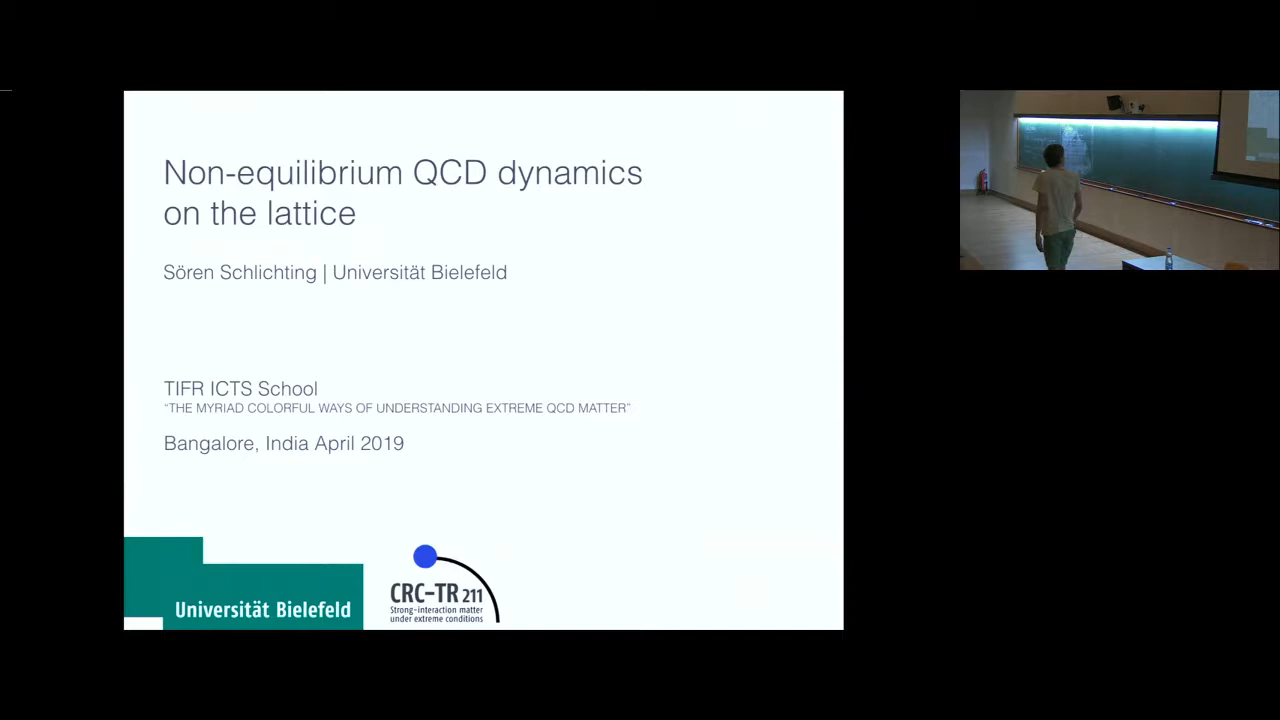 Non-equilibrium QCD dynamics
on the lattice
Sören Schlichting | Universität Bielefeld
TIFR ICTS School
“THE MYRIAD COLORFUL WAYS OF UNDERSTANDING EXTREME QCD MATTER”
Bangalore, India April 2019
Universität Bielefeld
CRC-TR 211
Strong-interaction matter
under extreme conditions